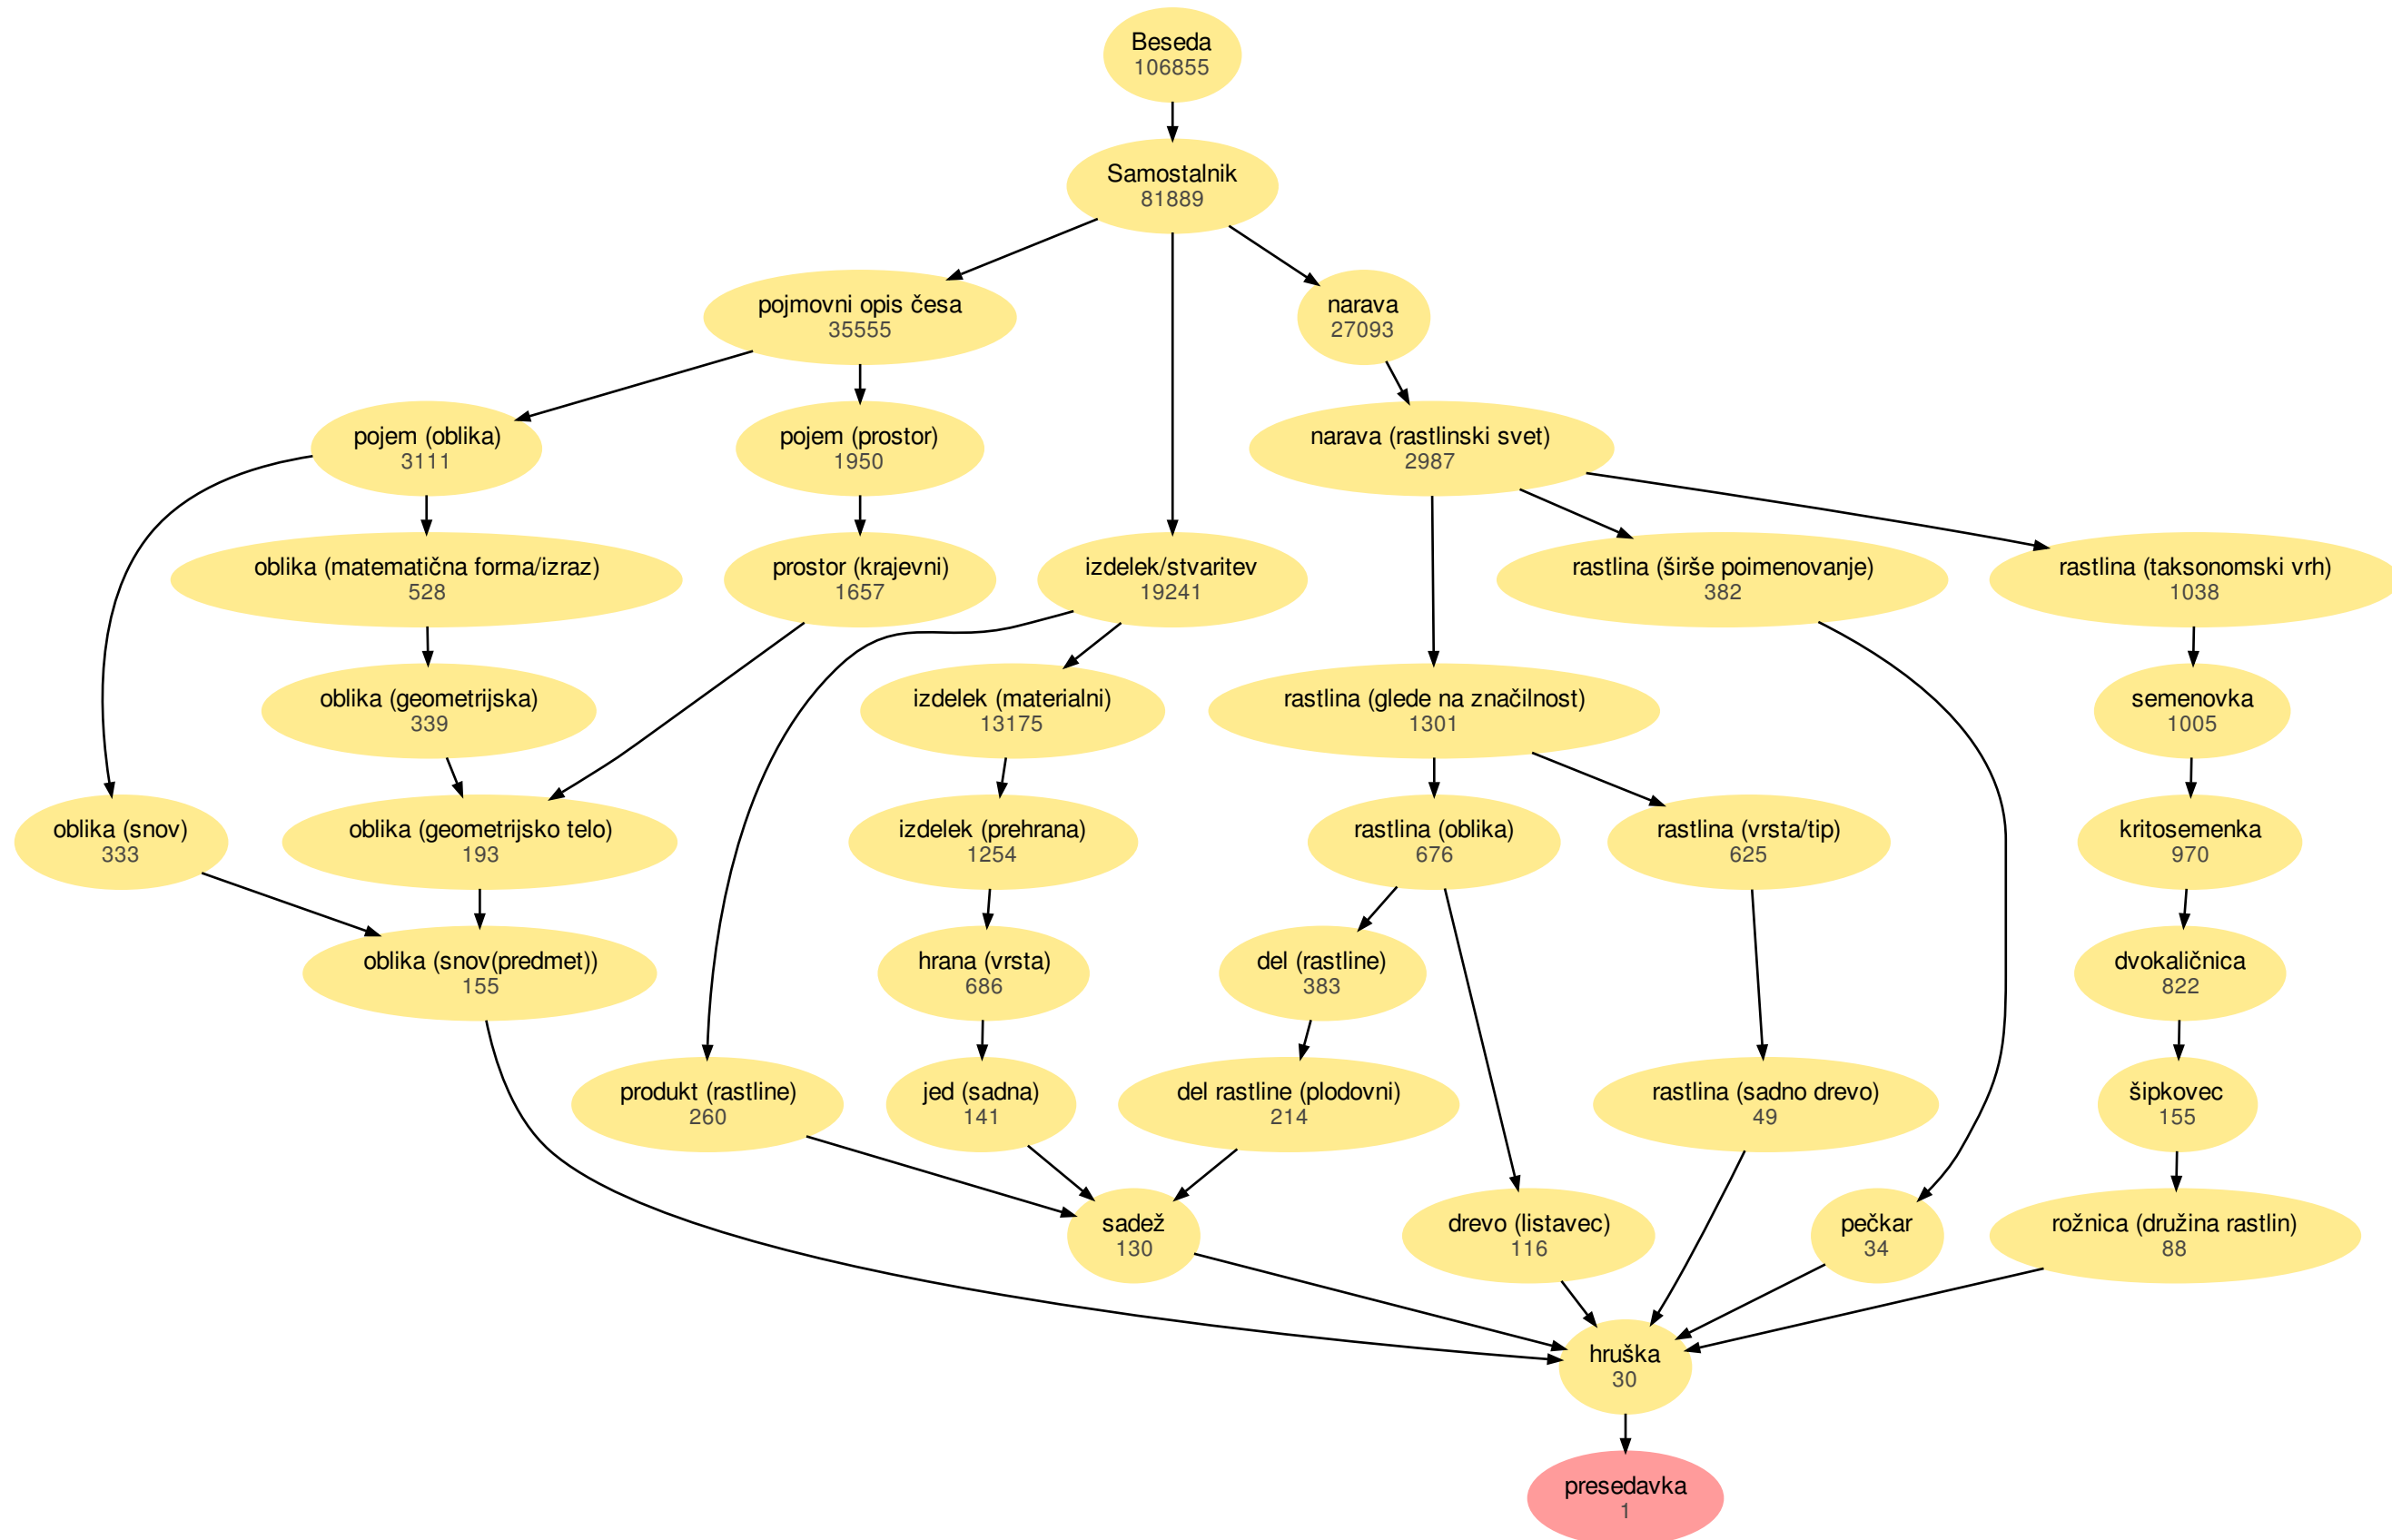 Beseda
106855
Samostalnik
81889
pojmovni opis česa
35555
narava
27093
pojem (oblika)
3111
pojem (prostor)
1950
narava (rastlinski svet)
2987
oblika (matematična forma/izraz)
528
prostor (krajevni)
1657
izdelek/stvaritev
19241
rastlina (širše poimenovanje)
382
rastlina (taksonomski vrh)
1038
oblika (geometrijska)
339
izdelek (materialni)
13175
rastlina (glede na značilnost)
1301
semenovka
1005
oblika (snov)
333
oblika (geometrijsko telo)
193
izdelek (prehrana)
1254
rastlina (oblika)
676
rastlina (vrsta/tip)
625
kritosemenka
970
oblika (snov(predmet))
155
hrana (vrsta)
686
del (rastline)
383
dvokaličnica
822
produkt (rastline)
260
jed (sadna)
141
del rastline (plodovni)
214
rastlina (sadno drevo)
49
šipkovec
155
sadež
130
drevo (listavec)
116
pečkar
34
rožnica (družina rastlin)
88
hruška
30
presedavka
1